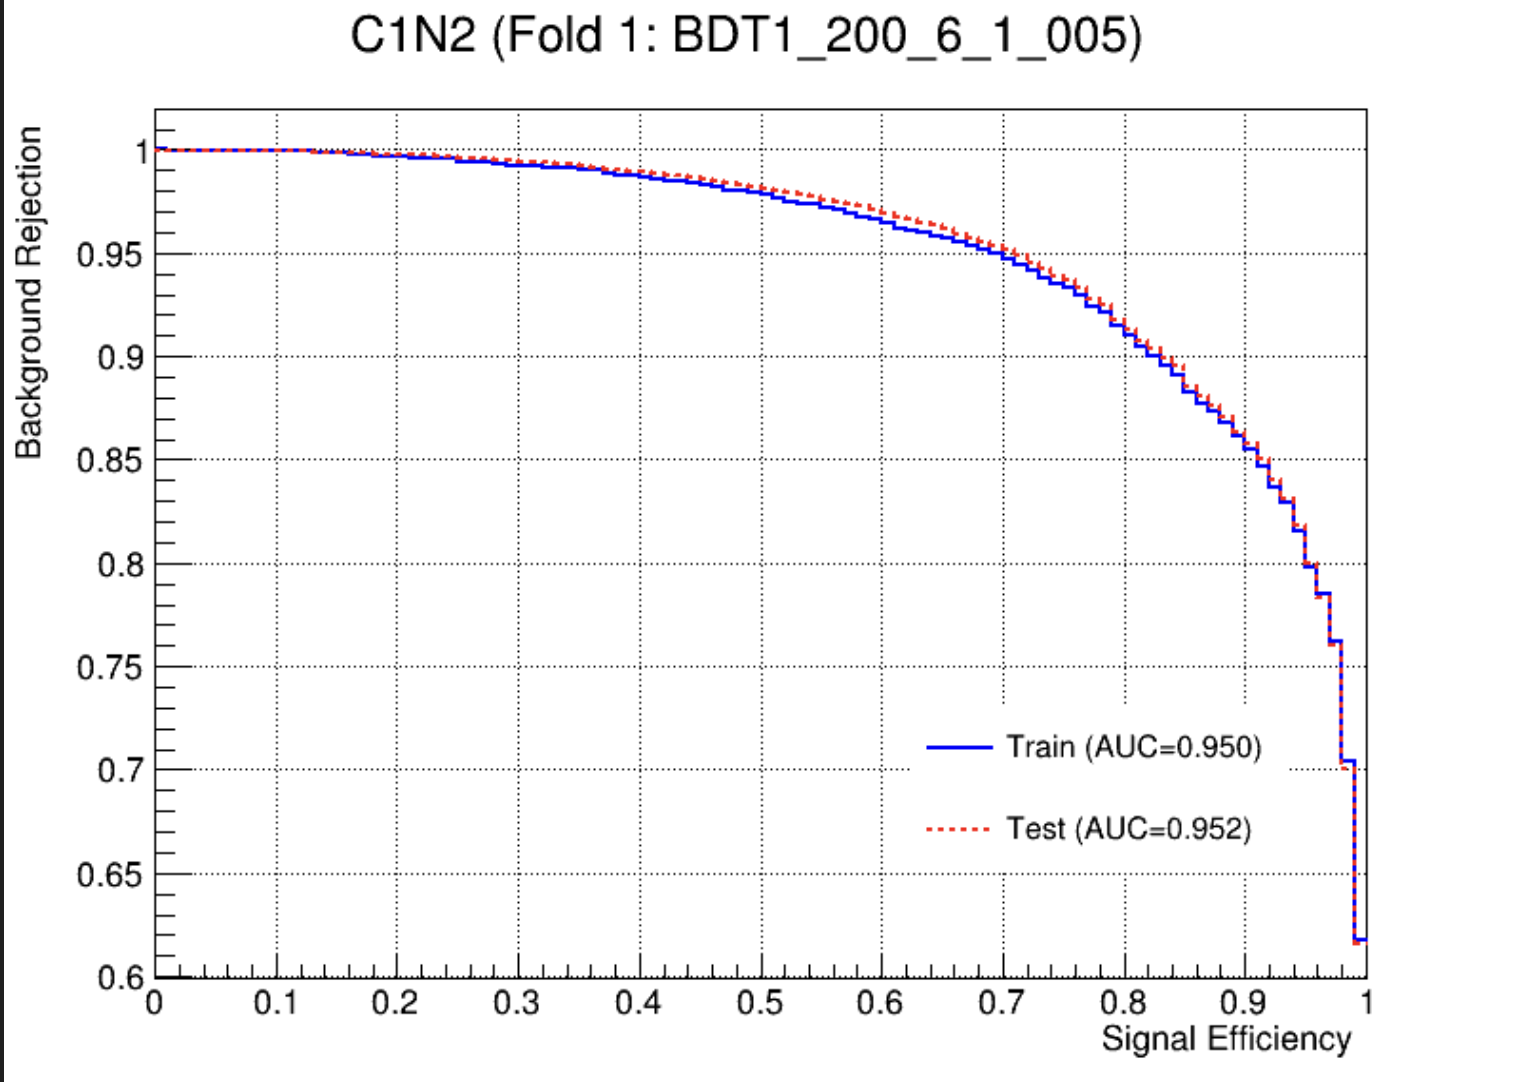 C1N2 (Fold 1: BDT1_200_6_1_005)
Background Rejection
1
0.95
0.9
0.85
0.8
0.75
0.7
0.65
0.6
Train (AUC=0.950)
Test (AUC=0.952)
0 0.1 0.2 0.3 0.4 0.5 0.6 0.7 0.8 0.9 1
Signal Efficiency